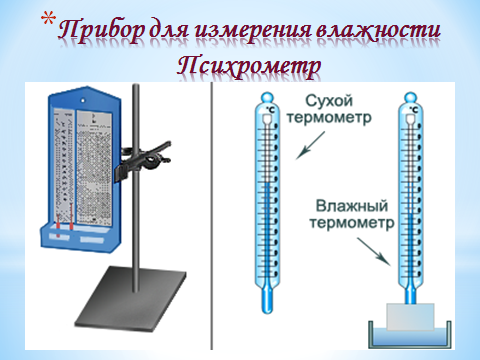 *Прибор для измерения влажности
Психрометр
°C
°C
Сухой
термометр
Влажный
термометр